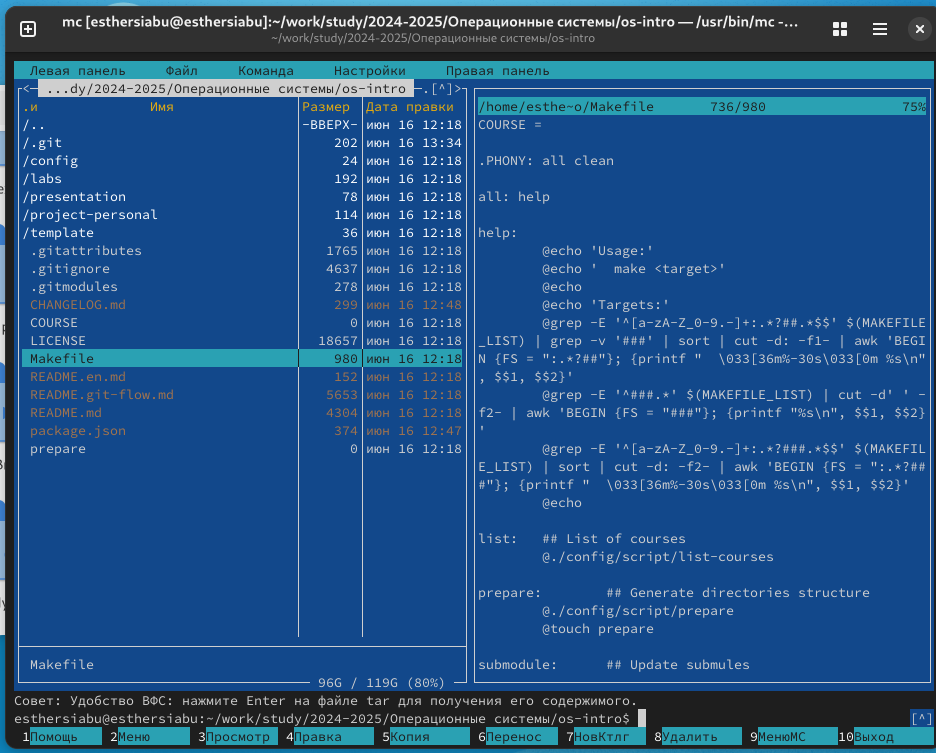 mc [esthersiabu@esthersiabu]:~/work/study/2024-2025/Операционные системы/os-intro — /usr/bin/mc -...
~/work/study/2024-2025/Операционные системы/os-intro
Левая панель Файл Команда Настройки Правая панель
<— ...dy/2024-2025/Операционные системы/os-intro —.[^]>
.и Имя Размер Дата правки
/.. -ВВЕРХ- июн 16 12:18
/.git 202 июн 16 13:34
/config 24 июн 16 12:18
/labs 192 июн 16 12:18
/presentation 78 июн 16 12:18
/project-personal 114 июн 16 12:18
/template 36 июн 16 12:18
.gitattributes 1765 июн 16 12:18
.gitignore 4637 июн 16 12:18
.gitmodules 278 июн 16 12:18
CHANGELOG.md 299 июн 16 12:48
COURSE 0 июн 16 12:18
LICENSE 18657 июн 16 12:18
Makefile 980 июн 16 12:18
README.en.md 152 июн 16 12:18
README.git-flow.md 5653 июн 16 12:18
README.md 4304 июн 16 12:18
package.json 374 июн 16 12:47
prepare 0 июн 16 12:18
Makefile
96G / 119G (80%)
/home/esthe~o/Makefile 736/980 75%
COURSE =
.PHONY: all clean
all: help
help:
@echo 'Usage:'
@echo '  make <target>'
@echo
@echo 'Targets:'
@grep -E '^[a-zA-Z_0-9.-]+:.*?##.*$$' $(MAKEFILE
_LIST) | grep -v '###' | sort | cut -d: -f1- | awk 'BEGI
N {FS = ":.*?##"}; {printf "  \033[36m%-30s\033[0m %s\n"
, $$1, $$2}'
@grep -E '^###.*' $(MAKEFILE_LIST) | cut -d' ' -
f2- | awk 'BEGIN {FS = "###"}; {printf "%s\n", $$1, $$2}
'
@grep -E '^[a-zA-Z_0-9.-]+:.*?###.*$$' $(MAKEFIL
E_LIST) | sort | cut -d: -f2- | awk 'BEGIN {FS = ":.*?##
#"}; {printf "  \033[36m%-30s\033[0m %s\n", $$1, $$2}'
@echo
list: ## List of courses
@./config/script/list-courses
prepare: ## Generate directories structure
@./config/script/prepare
@touch prepare
submodule: ## Update submules
Совет: Удобство ВФС: нажмите Enter на файле tar для получения его содержимого.
esthersiabu@esthersiabu:~/work/study/2024-2025/Операционные системы/os-intro$ [^]
1Помощь 2Меню 3Просмотр 4Правка 5Копия 6Перенос 7НовКтлг 8Удалить 9МенюMC 10Выход